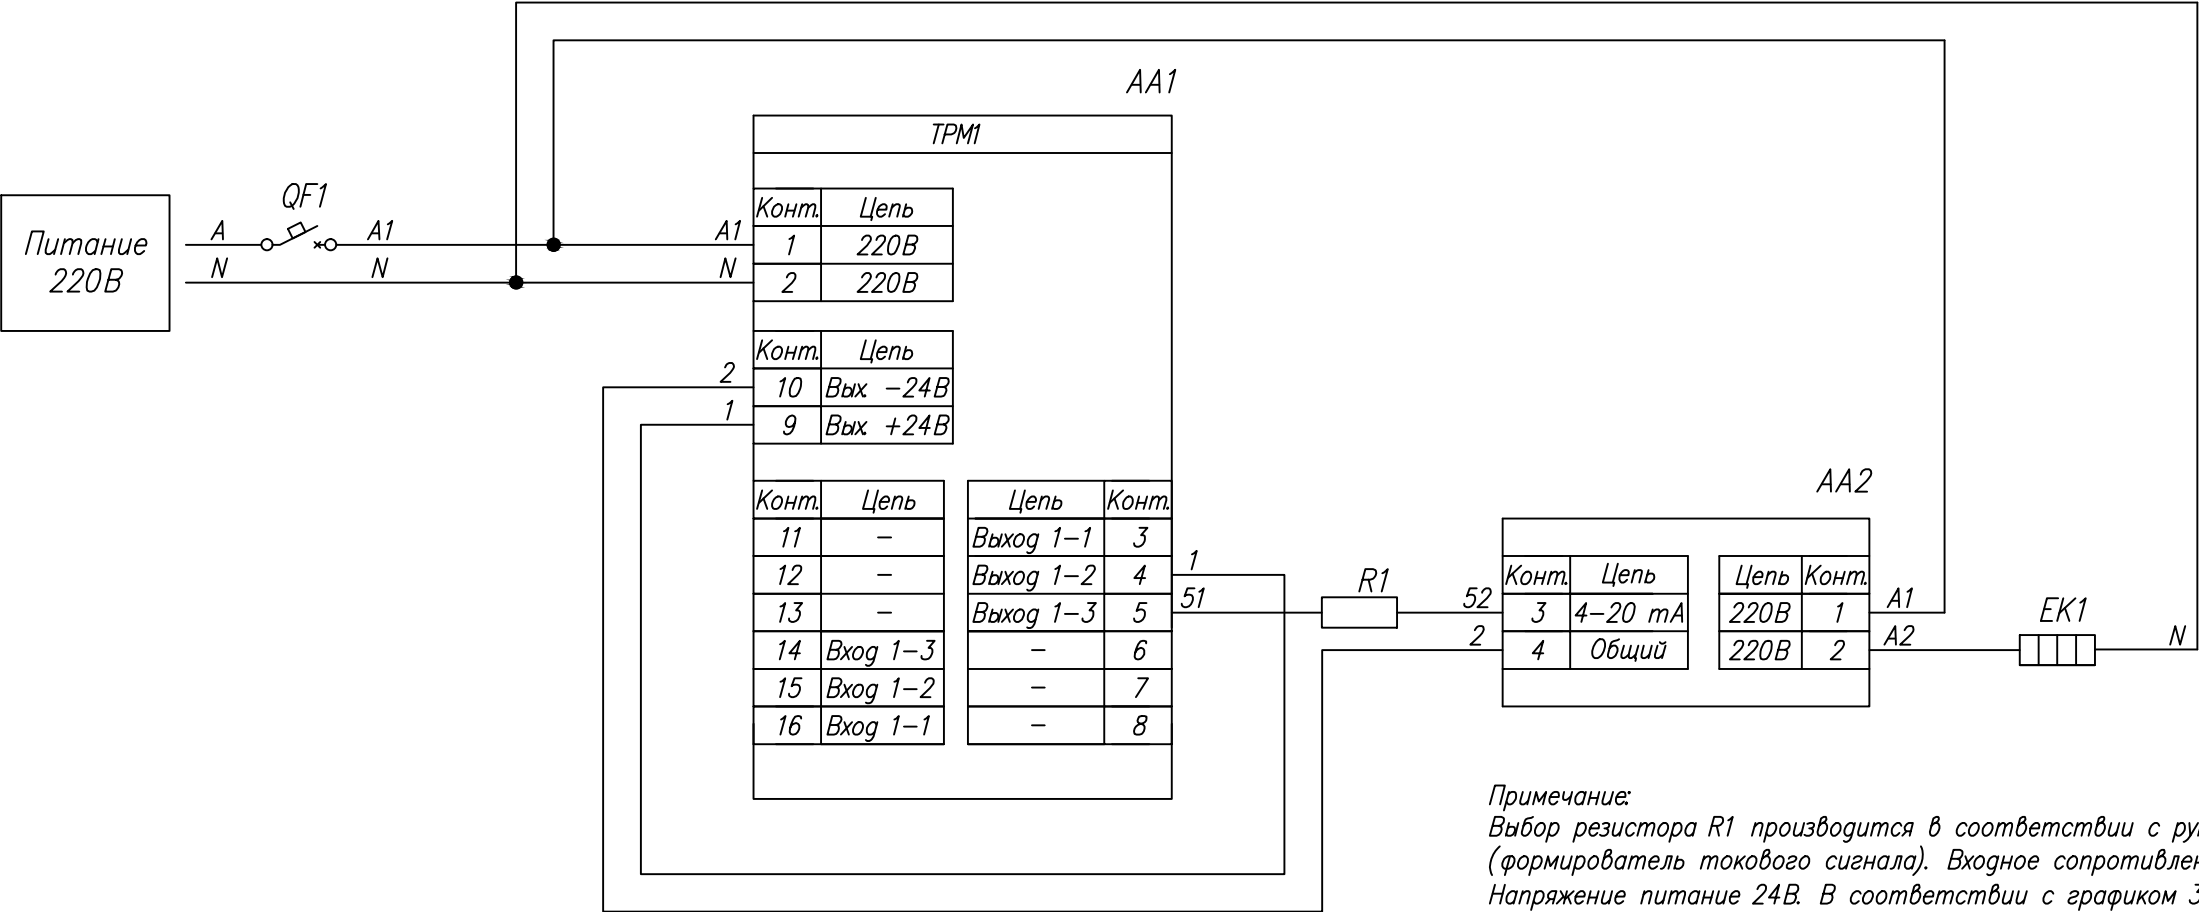 AA1
ТРМ1
QF1
Питание
220В
A A1 A1
N N N
Конт. Цепь
1 220В
2 220В
Конт. Цепь
2 10 Вых. -24В
1 9 Вых. +24В
Конт. Цепь Цепь Конт.
11 - Выход 1-1 3
12 - Выход 1-2 4 1
13 - Выход 1-3 5 51
14 Вход 1-3 - 6
15 Вход 1-2 - 7
16 Вход 1-1 - 8
R1
AA2
Конт. Цепь Цепь Конт.
52 3 4-20 mA 220В 1 A1
2 4 Общий 220В 2 A2
EK1
N
Примечание:
Выбор резистора R1 производится в соответствии с
(формирователь токового сигнала). Входное
Напряжение питание 24В. В соответствии с графиком